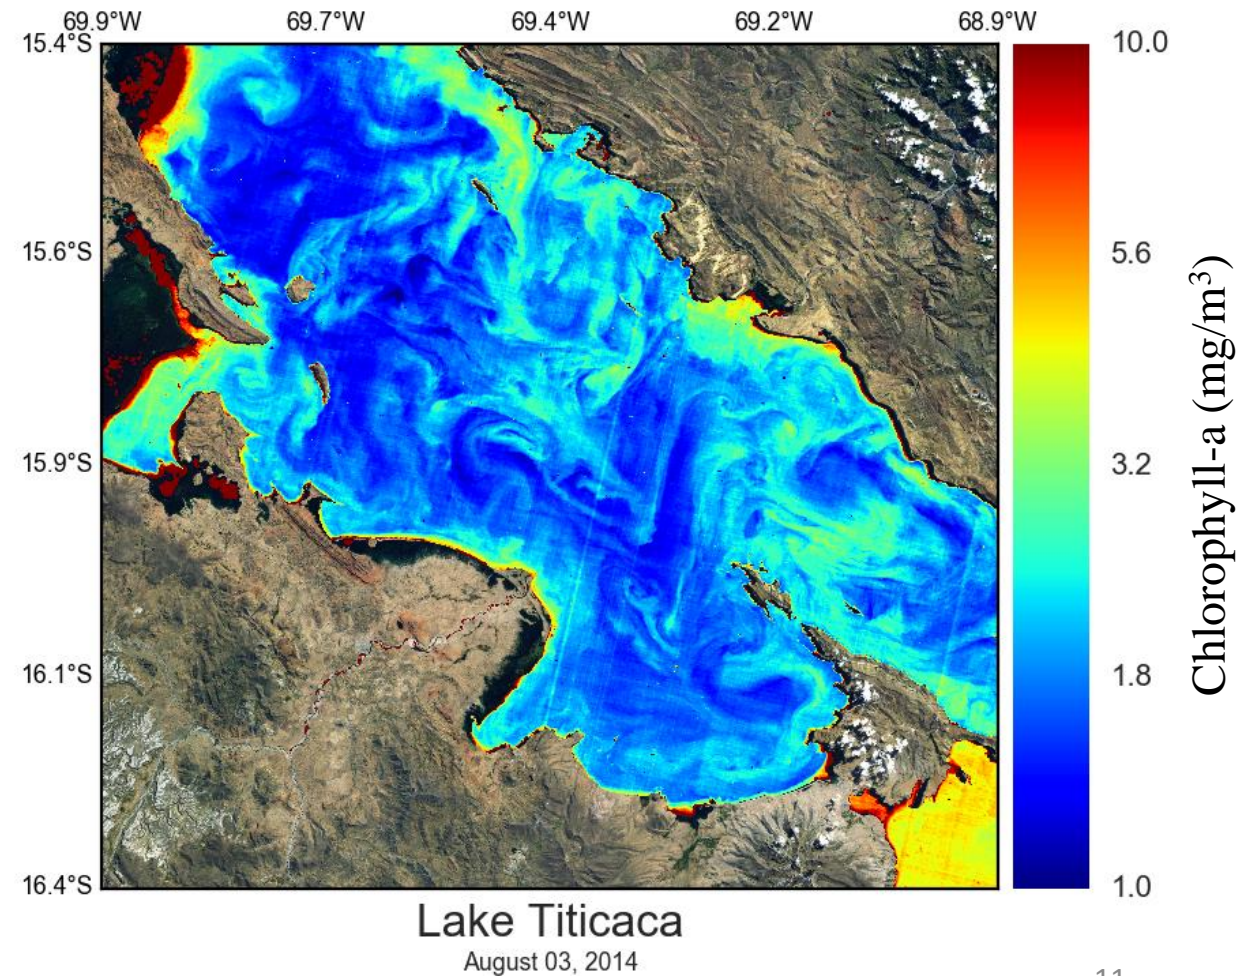 69.9°W 69.7°W 69.4°W 69.2°W 68.9°W
15.4°S
15.6°S
15.9°S
16.1°S
16.4°S
10.0
5.6
3.2
1.8
1.0
Chlorophyll-a (mg/m³)
Lake Titicaca
August 03, 2014